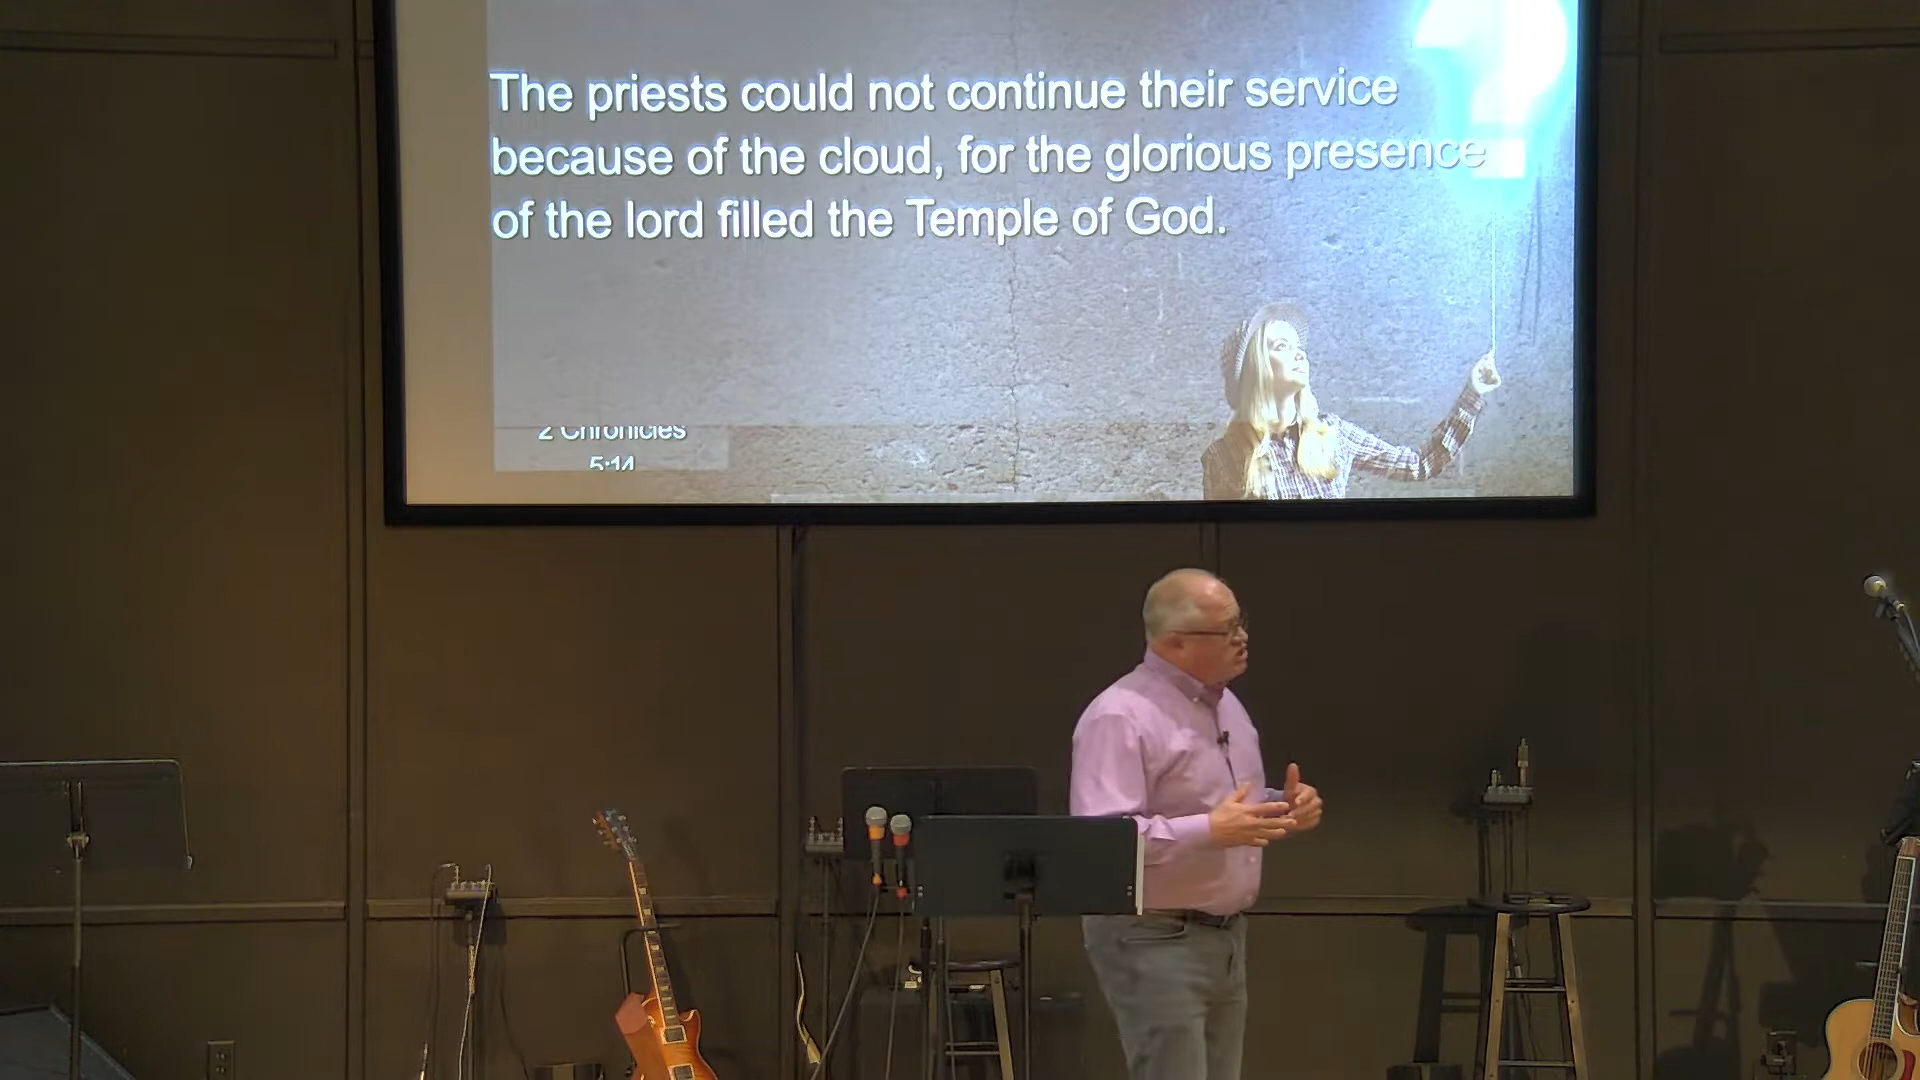 The priests could not continue their service
because of the cloud, for the glorious presence
of the lord filled the Temple of God.
2 Chronicles
5:14